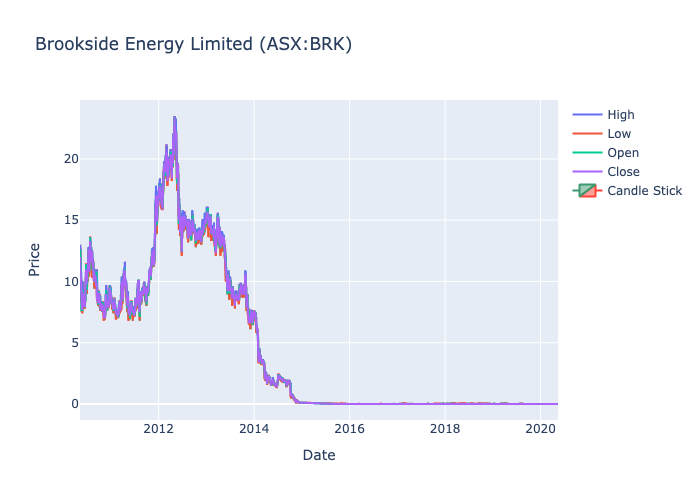 Brookside Energy Limited (ASX:BRK)
High
Low
Open
Close
Candle Stick
Price
20
15
10
5
0
2012
2014
2016
2018
2020
Date